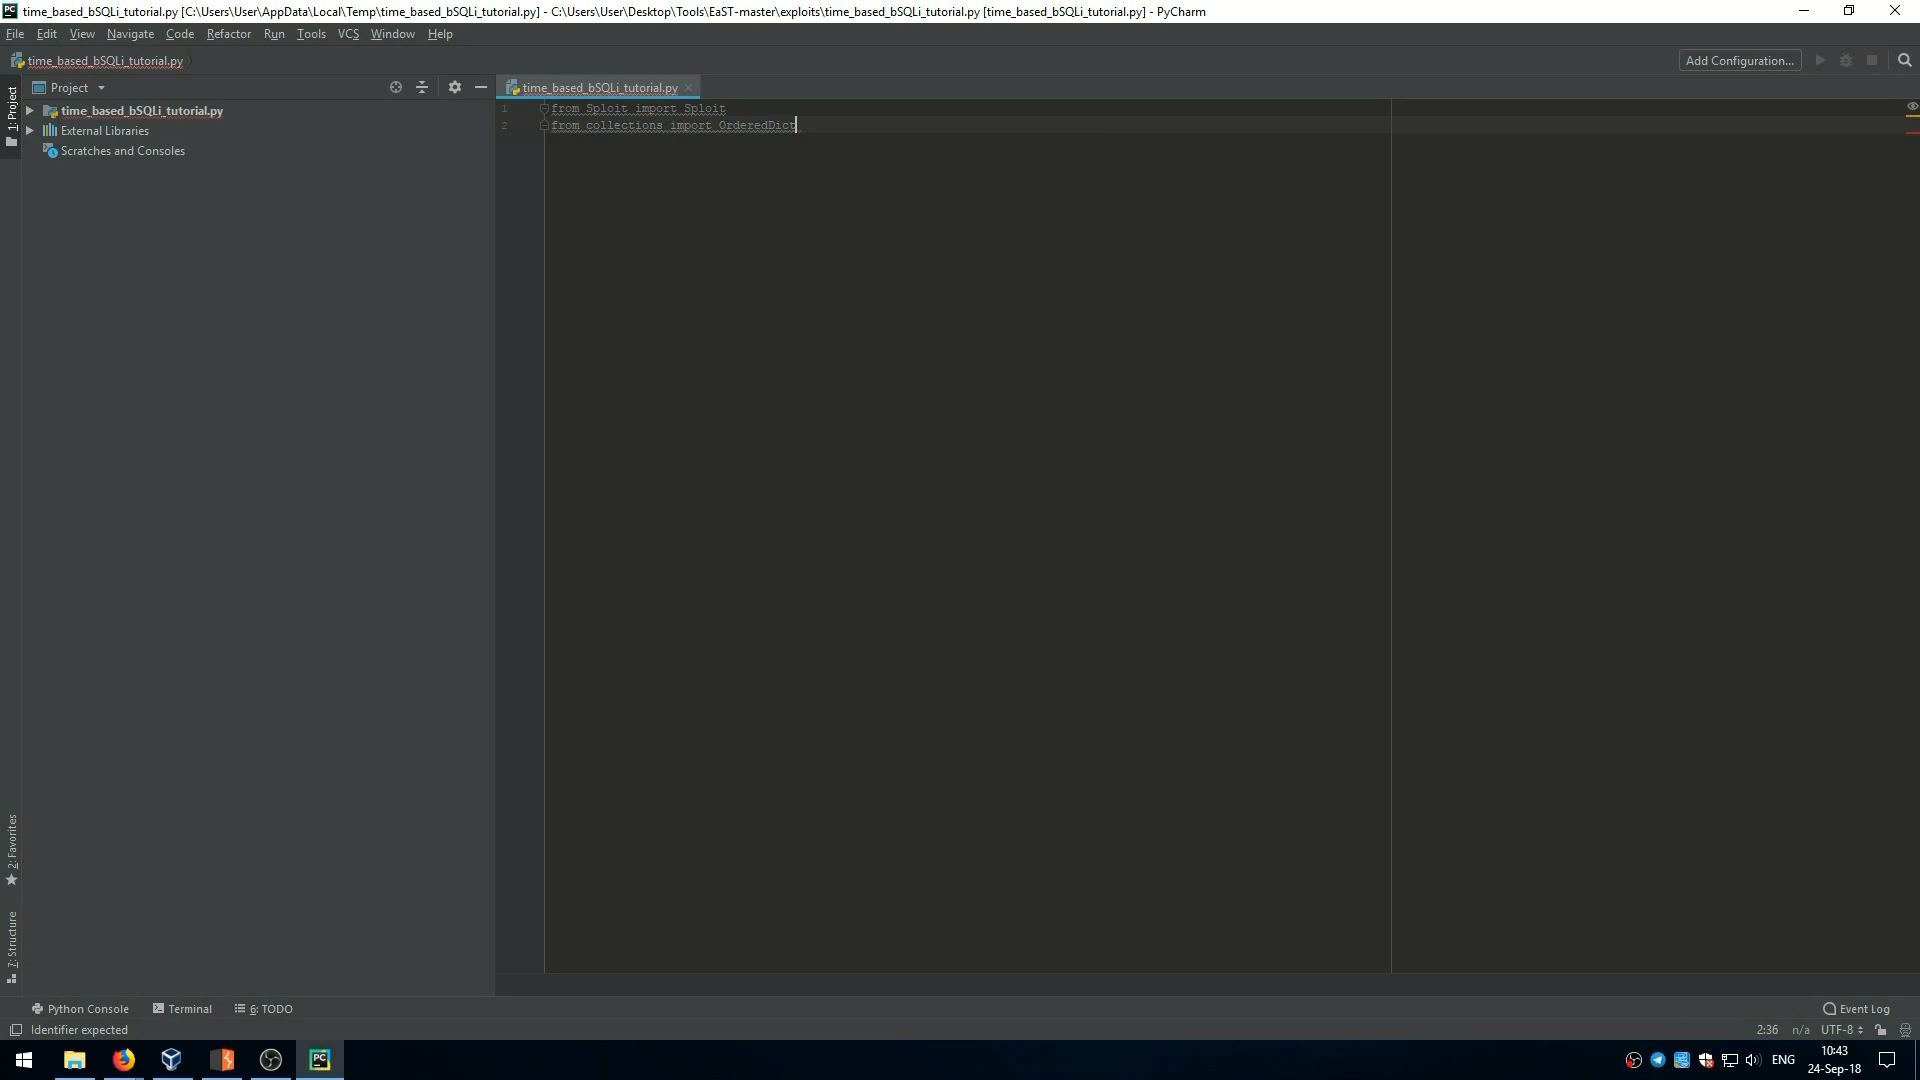 time_based_bSQLi_tutorial.py [C:\Users\User\AppData\Local\Temp\time_based_bSQLi_tutorial.py] - C:\Users\User\Desktop\Tools\EaST-master\exploits\time_based_bSQLi_tutorial.py [time_based_bSQLi_tutorial.py] - PyCharm
File Edit View Navigate Code Refactor Run Tools VCS Window Help
time_based_bSQLi_tutorial.py
Add Configuration...
Project
time_based_bSQLi_tutorial.py
1: Project
time_based_bSQLi_tutorial.py
External Libraries
Scratches and Consoles
1 from Sploit import Sploit
2 from collections import OrderedDict
2: Favorites
7: Structure
Python Console Terminal 6: TODO
Event Log
Identifier expected
2:36 n/a UTF-8
ENG
10:43
24-Sep-18